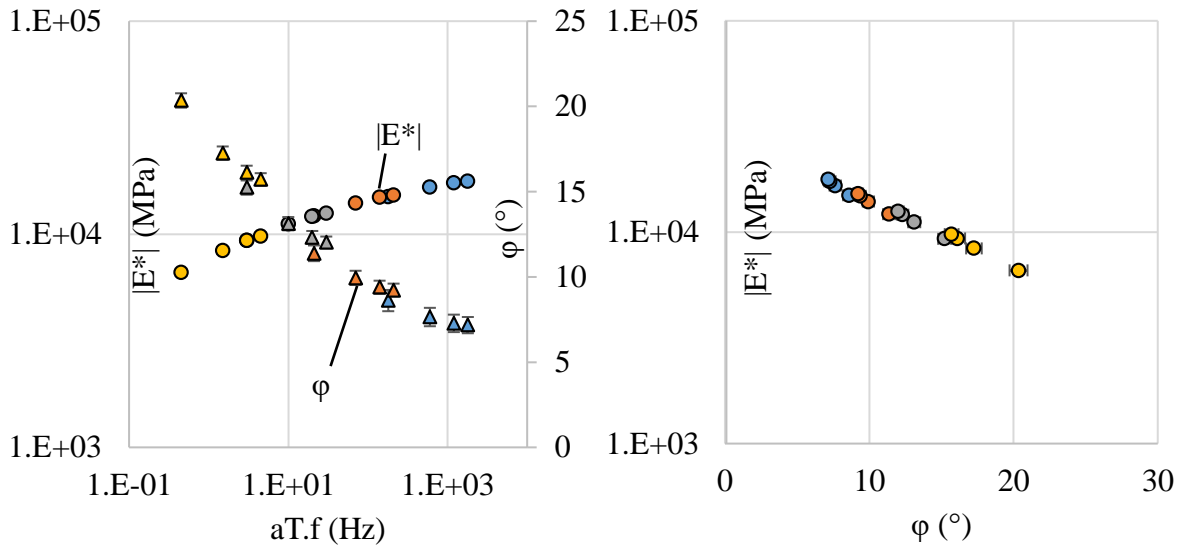 1.E+05
1.E+04
1.E+03
|E*| (MPa)
1.E-01
1.E+01
1.E+03
aT.f (Hz)
25
20
15
10
5
0
φ (°)
|E*|
φ
1.E+05
1.E+04
1.E+03
|E*| (MPa)
0
10
20
30
φ (°)